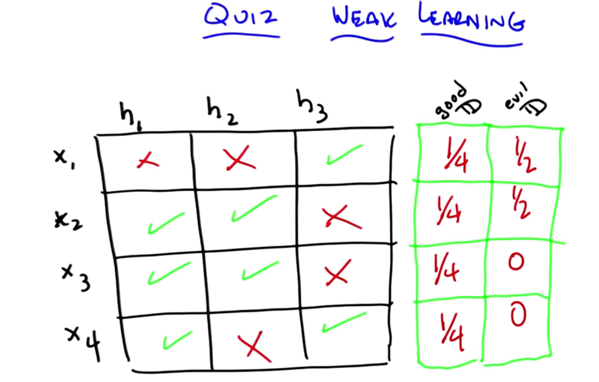 QUIZ WEAK LEARNING
h₁ h₂ h₃ good D evil D
x₁ ✗ ✗ ✓ 1/4 1/2
x₂ ✓ ✓ ✗ 1/4 1/2
x₃ ✓ ✓ ✗ 1/4 0
x₄ ✓ ✗ ✓ 1/4 0